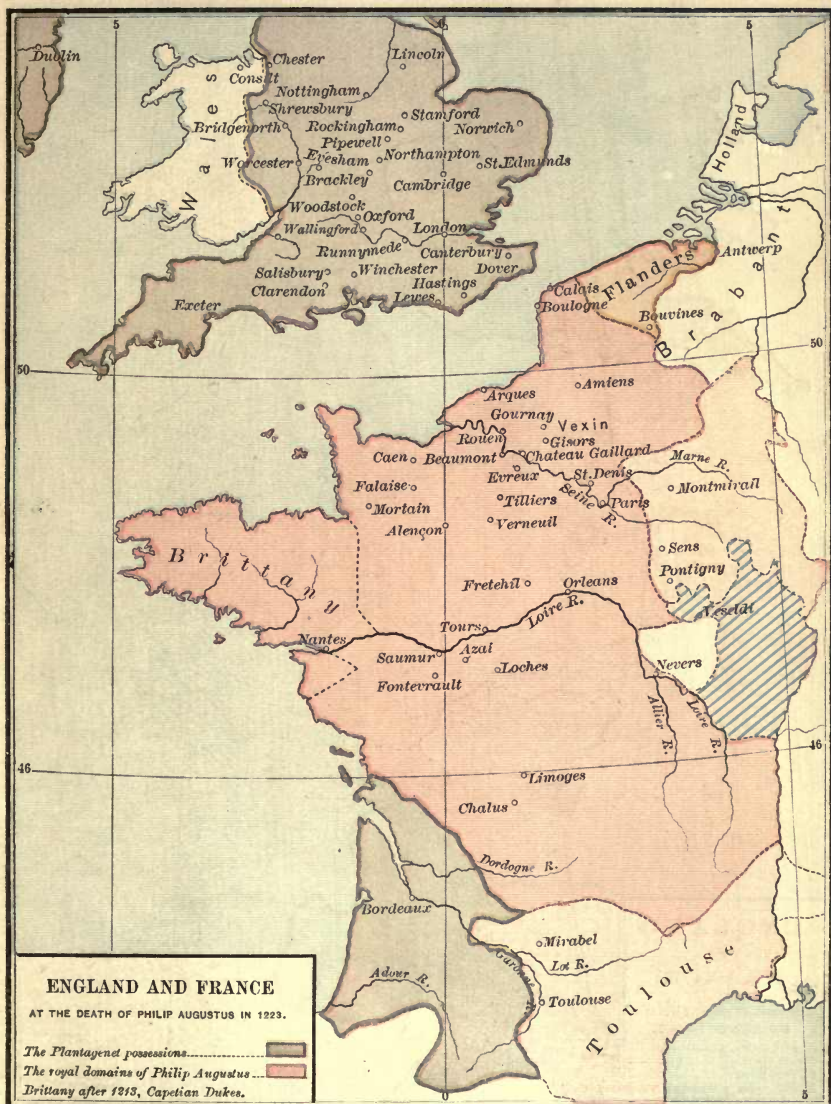 5
0
5
Dublin
Chester
Consilt
Lincoln
Wales
Nottingham
Shrewsbury
Stamford
Bridgenorth
Rockingham
Norwich
Pipewell
Holland
Worcester
Evesham
Northampton
St. Edmunds
Brackley
Cambridge
Woodstock
Oxford
London
Wallingford
Runnymede
Canterbury
Antwerp
Salisbury
Winchester
Dover
Flanders
Brabant
Clarendon
Hastings
Calais
Exeter
Lewes
Boulogne
Bouvines
50
50
Arques
Amiens
Gournay
Vexin
Rouen
Gisors
Caen
Beaumont
Chateau Gaillard
Marne R.
Evreux
St. Denis
Falaise
Tilliers
Seine R.
Paris
Montmirail
Mortain
Verneuil
Alençon
Sens
Brittany
Pontigny
Fretehil
Orleans
Loire R.
Tours
Nantes
Saumur
Azai
Nevers
Fontevrault
Loches
Allier R.
Loire R.
46
46
Limoges
Chalus
Dordogne R.
Bordeaux
Mirabel
Lot R.
Garonne R.
Adour R.
Toulouse
Toulouse
ENGLAND AND FRANCE
AT THE DEATH OF PHILIP AUGUSTUS IN 1223.
The Plantagenet possessions
The royal domains of Philip Augustus
Brittany after 1213, Capetian Dukes.
0
5